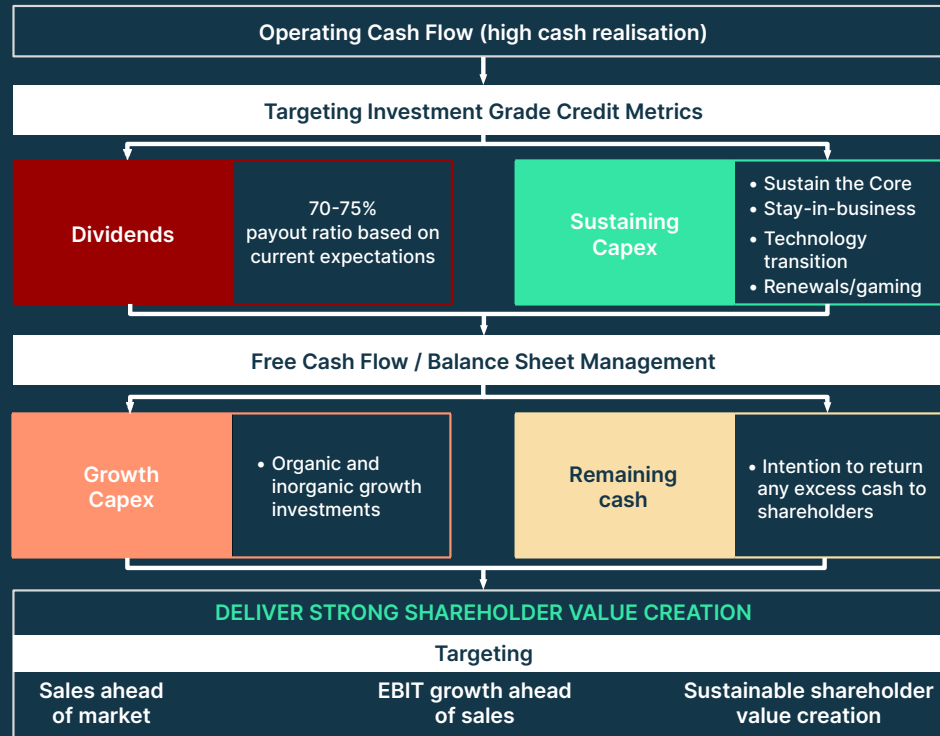 Operating Cash Flow (high cash realisation)
Targeting Investment Grade Credit Metrics
Dividends
70-75%
payout ratio based on
current expectations
Sustaining
Capex
• Sustain the Core
• Stay-in-business
• Technology
transition
• Renewals/gaming
Free Cash Flow / Balance Sheet Management
Growth
Capex
• Organic and
inorganic growth
investments
Remaining
cash
• Intention to return
any excess cash to
shareholders
DELIVER STRONG SHAREHOLDER VALUE CREATION
Targeting
Sales ahead
of market
EBIT growth ahead
of sales
Sustainable shareholder
value creation